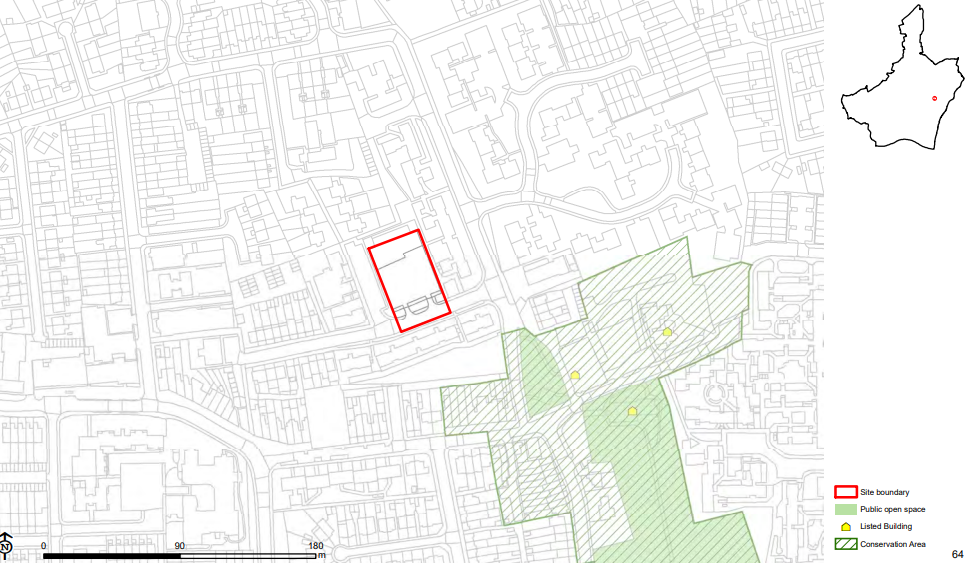 Site boundary
Public open space
Listed Building
Conservation Area
N
0 90 180
m
64